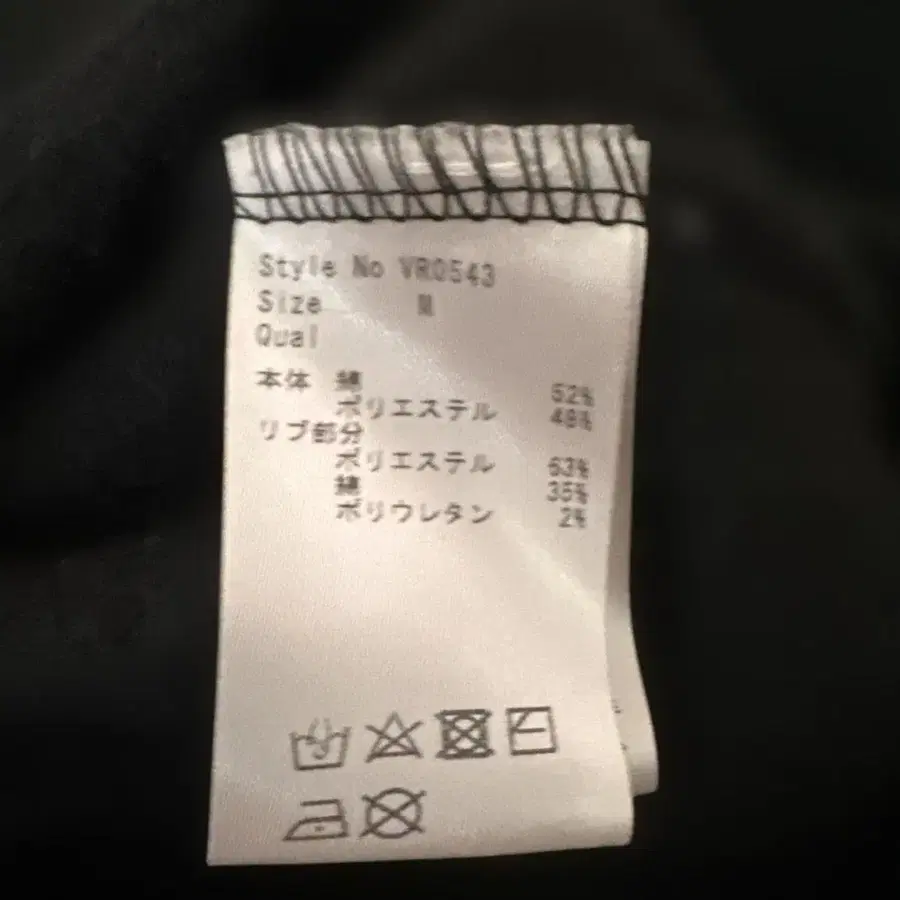 Style No VR0543
Size M
Qual
本体 綿 52%
ポリエステル 48%
リブ部分
ポリエステル 63%
綿 35%
ポリウレタン 2%